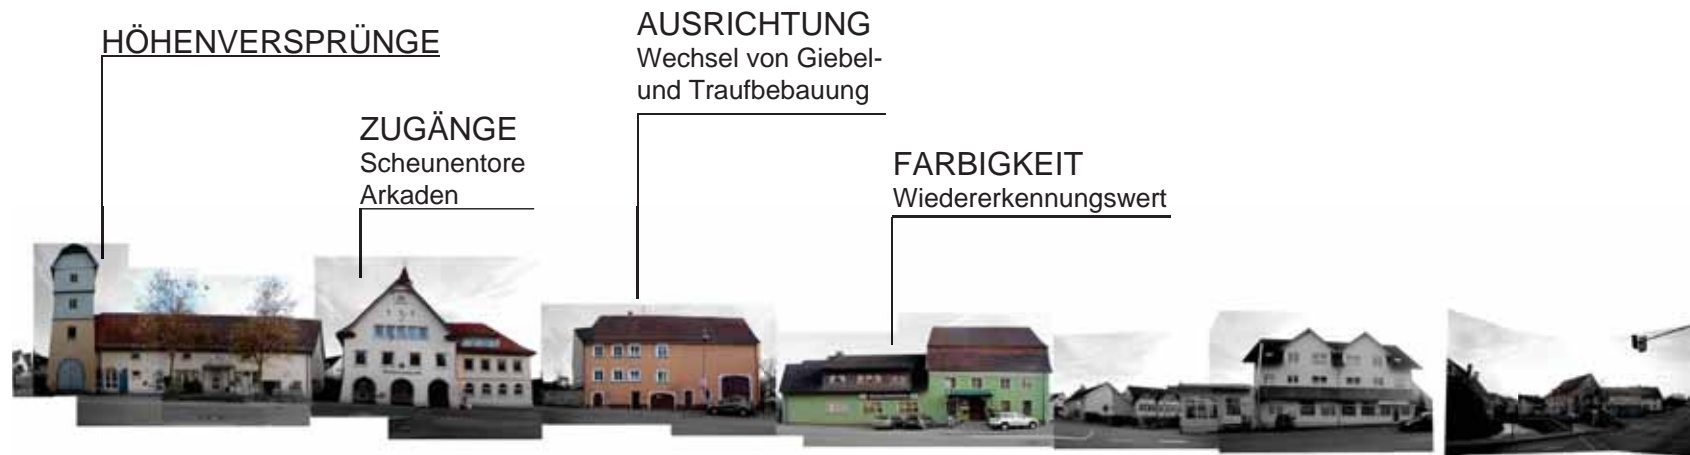 HÖHENVERSPRÜNGE
AUSRICHTUNG
Wechsel von Giebel-
und Traufbebauung
ZUGÄNGE
Scheunentore
Arkaden
FARBIGKEIT
Wiedererkennungswert